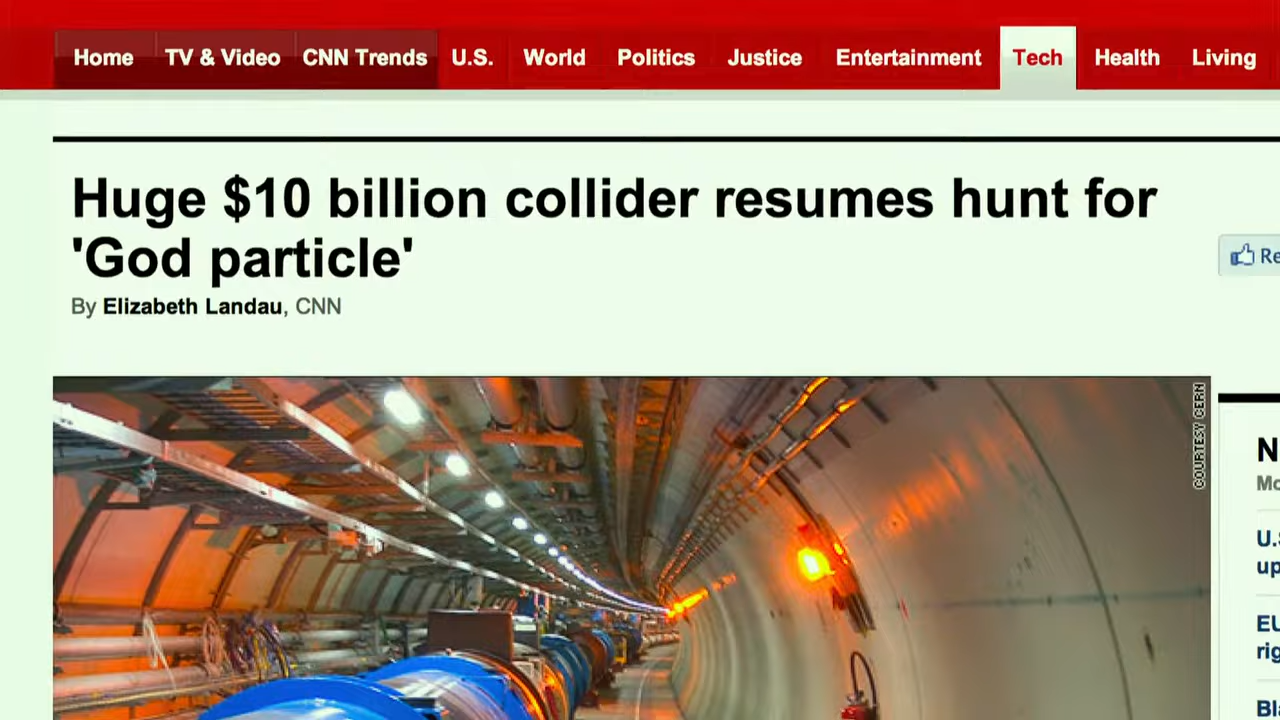 Home TV & Video CNN Trends U.S. World Politics Justice Entertainment Tech Health Living
Huge $10 billion collider resumes hunt for
'God particle'
By Elizabeth Landau, CNN
COURTESY CERN